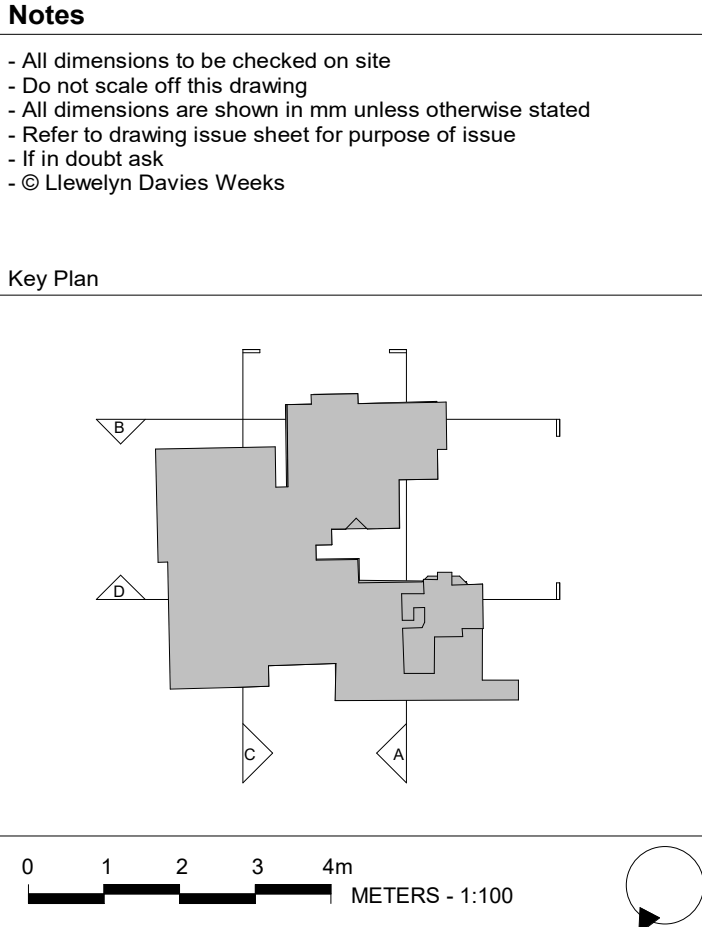 Notes
- All dimensions to be checked on site
- Do not scale off this drawing
- All dimensions are shown in mm unless otherwise stated
- Refer to drawing issue sheet for purpose of issue
- If in doubt ask
- © Llewelyn Davies Weeks
Key Plan
B
D
C
A
0 1 2 3 4m
METERS - 1:100